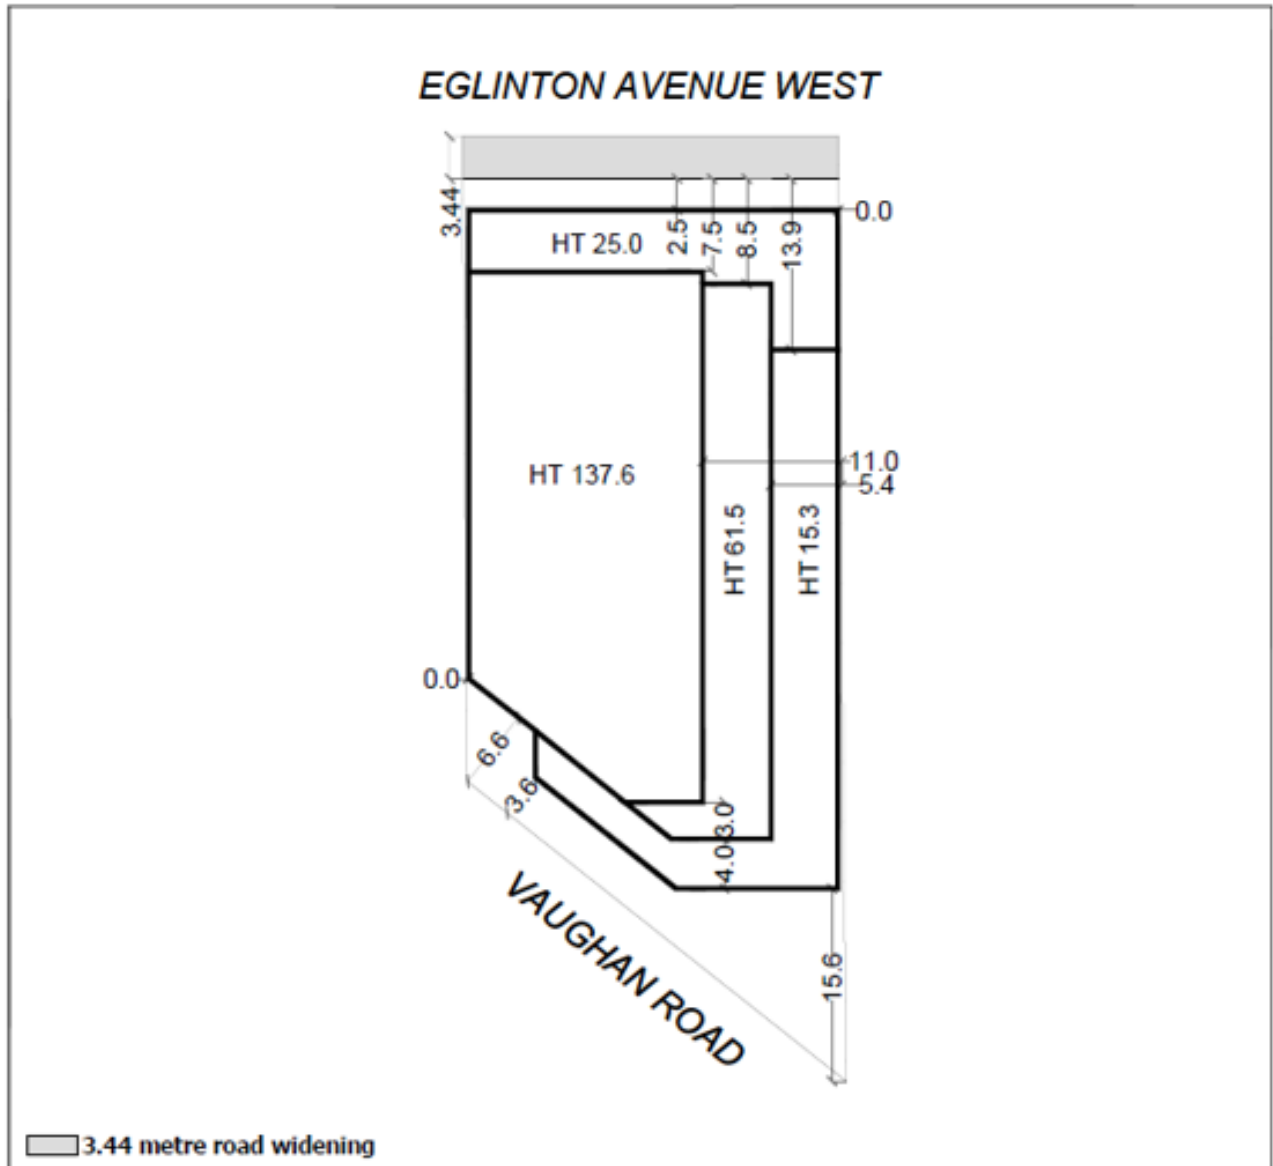 EGLINTON AVENUE WEST
3.44
2.5
7.5
8.5
13.9
0.0
HT 25.0
HT 137.6
11.0
5.4
HT 61.5
HT 15.3
0.0
6.6
3.6
3.0
4.0
VAUGHAN ROAD
15.6
3.44 metre road widening